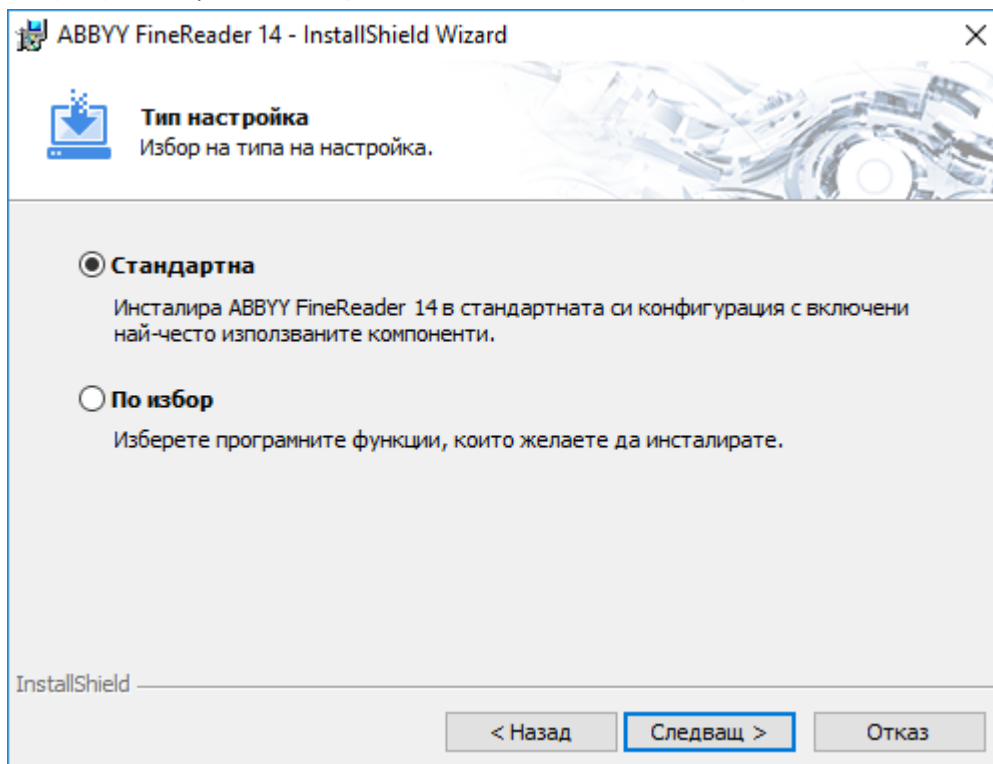 ABBYY FineReader 14 - InstallShield Wizard
Тип настройка
Избор на типа на настройка.
Стандартна
Инсталира ABBYY FineReader 14 в стандартната си конфигурация с включени
най-често използваните компоненти.
По избор
Изберете програмните функции, които желаете да инсталирате.
InstallShield
< Назад
Следващ >
Отказ